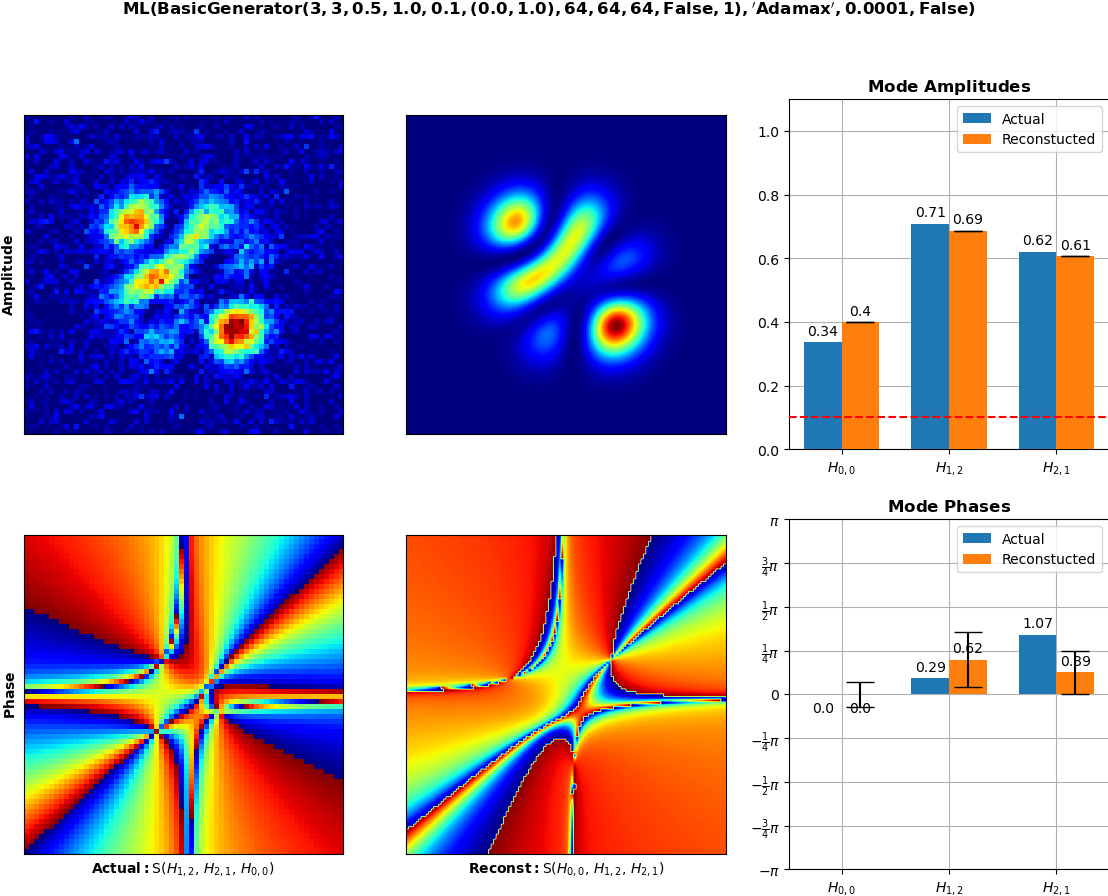 ML(BasicGenerator(3, 3, 0.5, 1.0, 0.1, (0.0, 1.0), 64, 64, 64, False, 1), ′Adamax′, 0.0001, False)
Amplitude
Mode Amplitudes
Actual
Reconstucted
1.0
0.8
0.6
0.4
0.2
0.0
0.34
0.4
0.71
0.69
0.62
0.61
H0,0
H1,2
H2,1
Phase
Actual: S(H1,2, H2,1, H0,0)
Reconst: S(H0,0, H1,2, H2,1)
Mode Phases
Actual
Reconstucted
π
3/4π
1/2π
1/4π
0
−1/4π
−1/2π
−3/4π
−π
0.0
0.0
0.29
0.62
1.07
0.39
H0,0
H1,2
H2,1